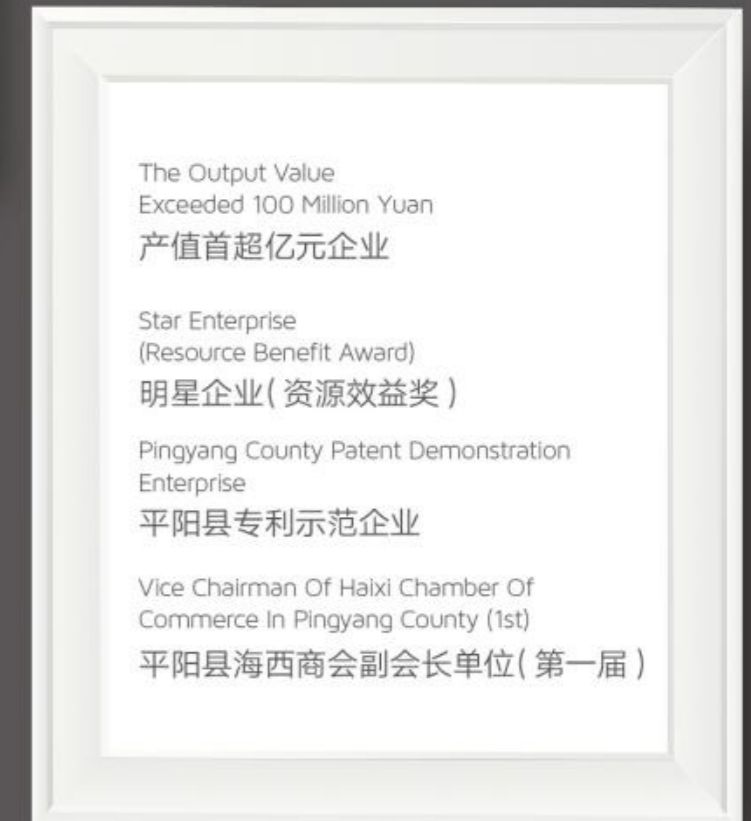 The Output Value
Exceeded 100 Million Yuan
产值首超亿元企业
Star Enterprise
(Resource Benefit Award)
明星企业( 资源效益奖 )
Pingyang County Patent Demonstration
Enterprise
平阳县专利示范企业
Vice Chairman Of Haixi Chamber Of
Commerce In Pingyang County (1st)
平阳县海西商会副会长单位( 第一届 )